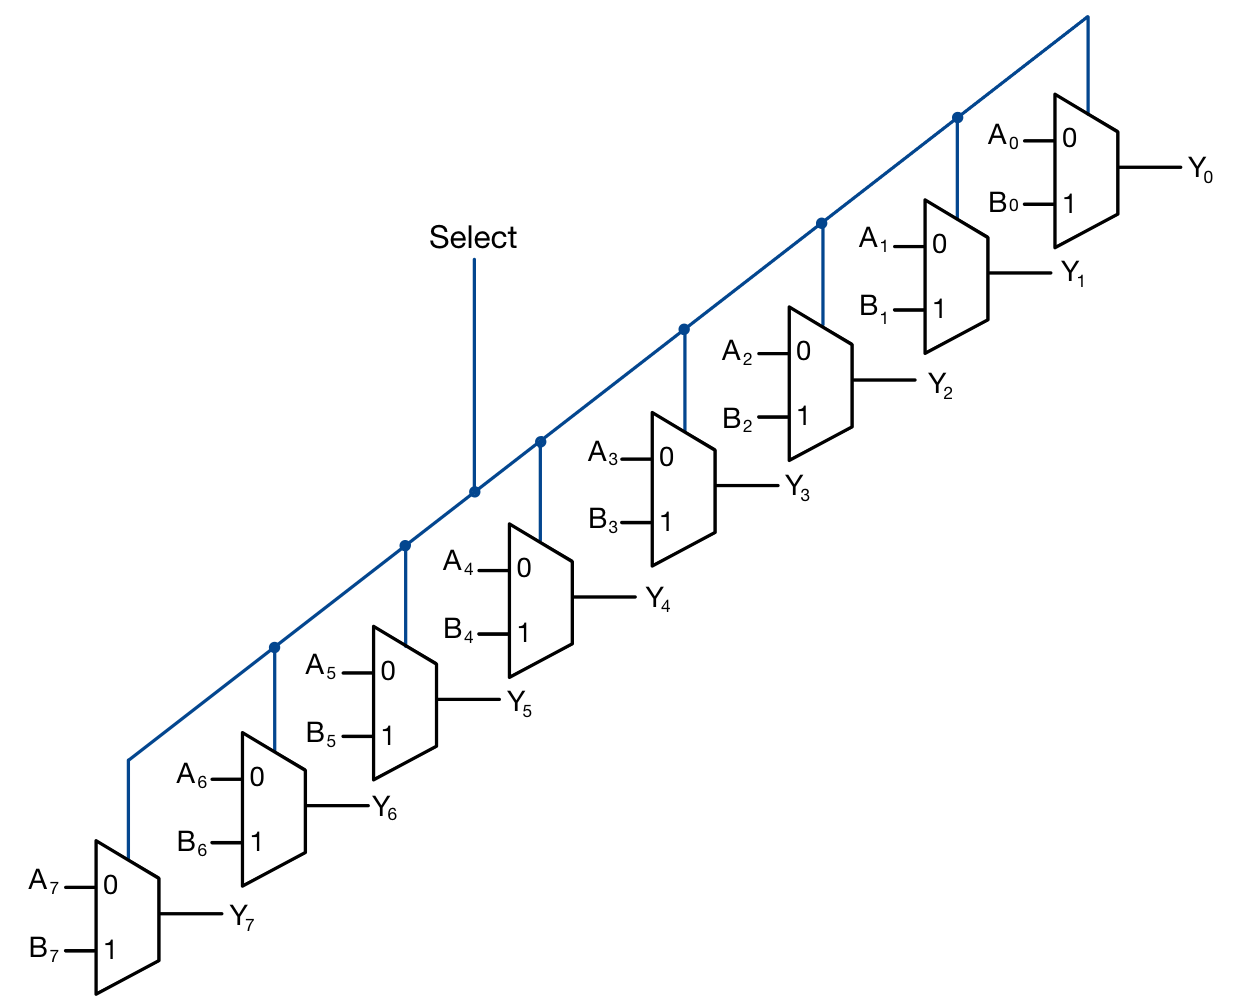 A0 0 Y0
B0 1
Select
A1 0 Y1
B1 1
A2 0 Y2
B2 1
A3 0 Y3
B3 1
A4 0 Y4
B4 1
A5 0 Y5
B5 1
A6 0 Y6
B6 1
A7 0 Y7
B7 1